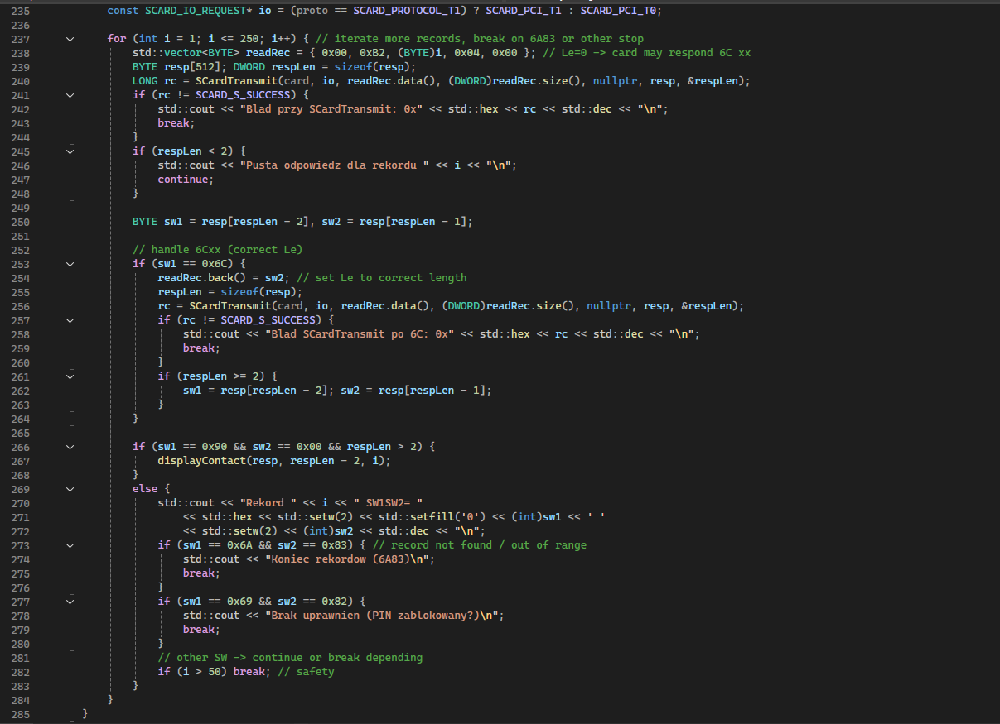 235 const SCARD_IO_REQUEST* io = (proto == SCARD_PROTOCOL_T1) ? SCARD_PCI_T1 : SCARD_PCI_T0;
236
237 for (int i = 1; i <= 250; i++) { // iterate more records, break on 6A83 or other stop
238 std::vector<BYTE> readRec = { 0x00, 0xB2, (BYTE)i, 0x04, 0x00 }; // Le=0 -> card may respond 6C xx
239 BYTE resp[512]; DWORD respLen = sizeof(resp);
240 LONG rc = SCardTransmit(card, io, readRec.data(), (DWORD)readRec.size(), nullptr, resp, &respLen);
241 if (rc != SCARD_S_SUCCESS) {
242 std::cout << "Blad przy SCardTransmit: 0x" << std::hex << rc << std::dec << "\n";
243 break;
244 }
245 if (respLen < 2) {
246 std::cout << "Pusta odpowiedz dla rekordu " << i << "\n";
247 continue;
248 }
249
250 BYTE sw1 = resp[respLen - 2], sw2 = resp[respLen - 1];
251
252 // handle 6Cxx (correct Le)
253 if (sw1 == 0x6C) {
254 readRec.back() = sw2; // set Le to correct length
255 respLen = sizeof(resp);
256 rc = SCardTransmit(card, io, readRec.data(), (DWORD)readRec.size(), nullptr, resp, &respLen);
257 if (rc != SCARD_S_SUCCESS) {
258 std::cout << "Blad SCardTransmit po 6C: 0x" << std::hex << rc << std::dec << "\n";
259 break;
260 }
261 if (respLen >= 2) {
262 sw1 = resp[respLen - 2]; sw2 = resp[respLen - 1];
263 }
264 }
265
266 if (sw1 == 0x90 && sw2 == 0x00 && respLen > 2) {
267 displayContact(resp, respLen - 2, i);
268 }
269 else {
270 std::cout << "Rekord " << i << " SW1SW2= "
271 << std::hex << std::setw(2) << std::setfill('0') << (int)sw1 << ' '
272 << std::setw(2) << (int)sw2 << std::dec << "\n";
273 if (sw1 == 0x6A && sw2 == 0x83) { // record not found / out of range
274 std::cout << "Koniec rekordow (6A83)\n";
275 break;
276 }
277 if (sw1 == 0x69 && sw2 == 0x82) {
278 std::cout << "Brak uprawnien (PIN zablokowany?)\n";
279 break;
280 }
281 // other SW -> continue or break depending
282 if (i > 50) break; // safety
283 }
284 }
285 }